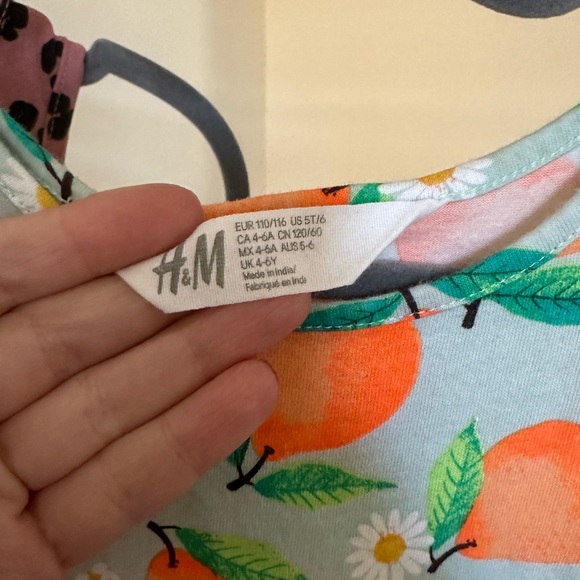 H&M
EUR 110/116 US 5T/6
CA 4-6A CN 120/60
MX 4-6A AUS 5-6
UK 4-6Y
Made in India/
Fabriqué en Inde